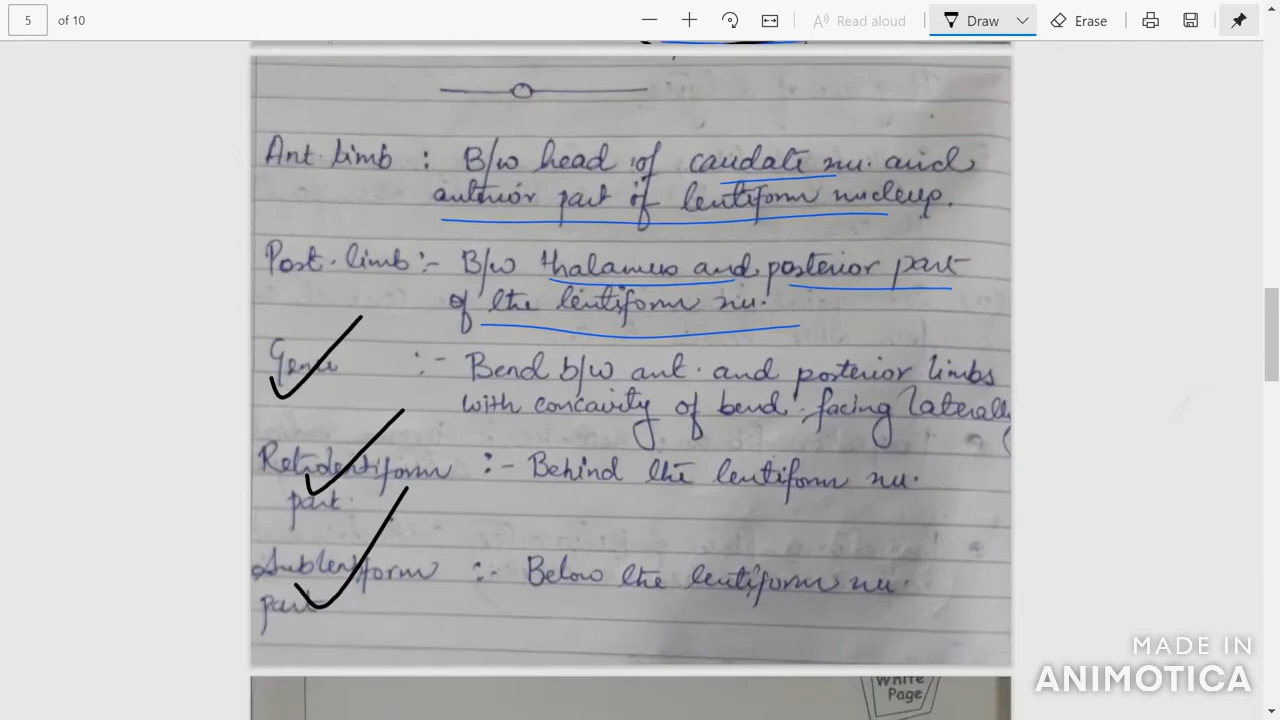 5 of 10 Read aloud Draw Erase
Ant. limb : B/w head of caudate nu. and
anterior part of lentiform nucleus.
Post. limb :- B/w thalamus and posterior part
of the lentiform nu.
Genu :- Bend b/w ant. and posterior limbs
with concavity of bend facing laterally
Retrolentiform :- Behind the lentiform nu.
part.
Sublentiform :- Below the lentiform nu.
part
White
Page
MADE IN
ANIMOTICA